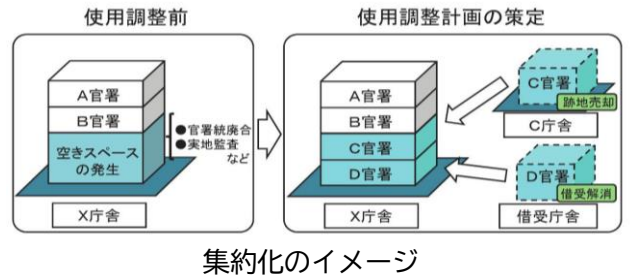 使用調整前
A官署
B官署
空きスペース
の発生
●官署統廃合
●実地監査
など
X庁舎
使用調整計画の策定
A官署
B官署
C官署
D官署
X庁舎
C官署
跡地売却
C庁舎
D官署
借受解消
借受庁舎
集約化のイメージ